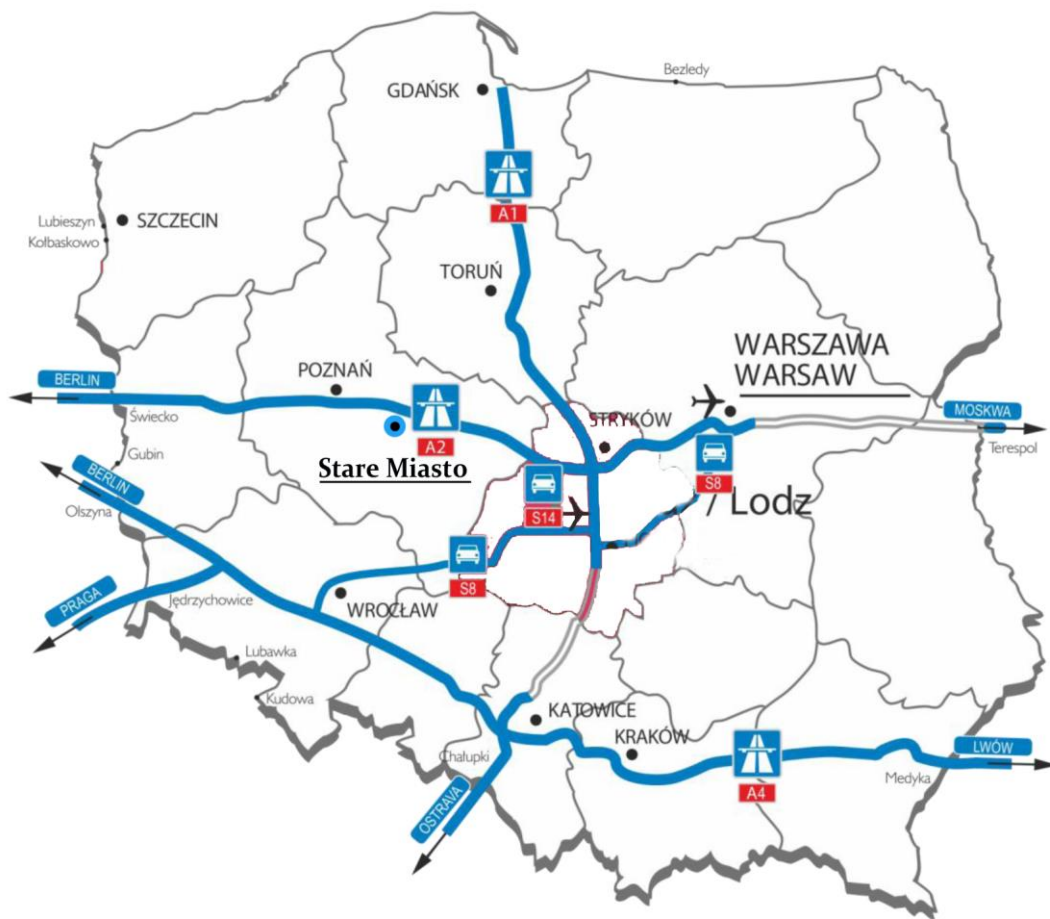 Bezledy
GDAŃSK
A1
SZCZECIN
Lubieszyn
Kołbaskowo
TORUŃ
WARSZAWA
WARSAW
POZNAŃ
BERLIN
Świecko
MOSKWA
Terespol
STRYKÓW
A2
Gubin
Stare Miasto
BERLIN
Olszyna
S8
/ Lodz
S14
S8
WROCŁAW
PRAGA
Jędrzychowice
Lubawka
Kudowa
KATOWICE
KRAKÓW
Chałupki
OSTRAVA
A4
LWÓW
Medyka